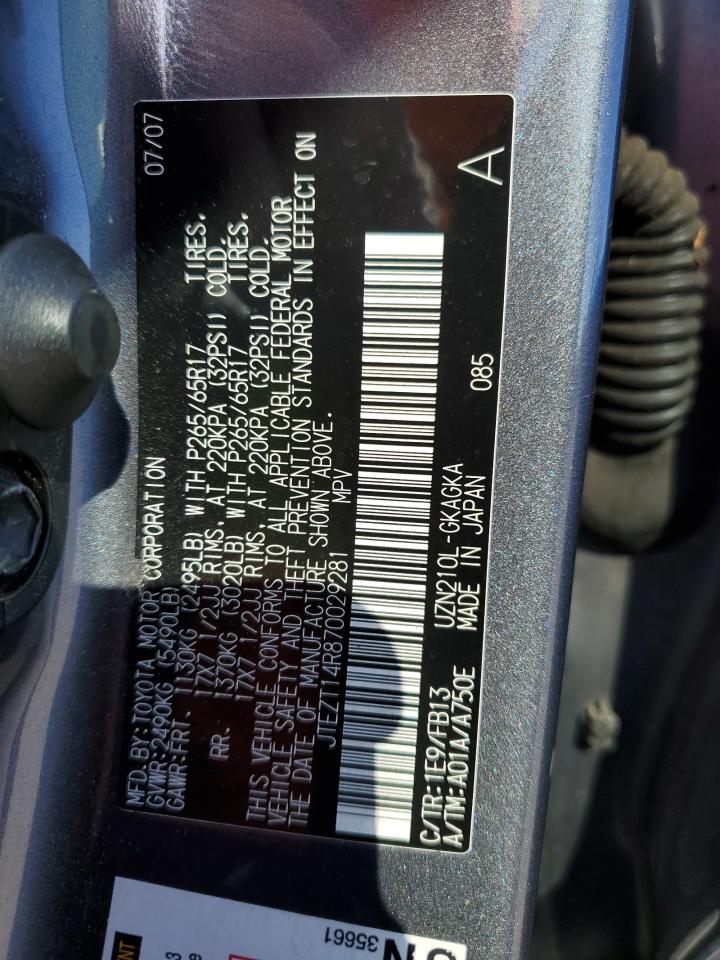 MFD. BY: TOYOTA MOTOR CORPORATION 07/07
GVWR: 2490KG (5490LB)
GAWR: FRT. 1130KG (2495LB) WITH P265/65R17 TIRES,
17X7 1/2JJ RIMS, AT 220KPA (32PSI) COLD.
RR. 1370KG (3020LB) WITH P265/65R17 TIRES,
17X7 1/2JJ RIMS, AT 220KPA (32PSI) COLD.
THIS VEHICLE CONFORMS TO ALL APPLICABLE FEDERAL MOTOR
VEHICLE SAFETY AND THEFT PREVENTION STANDARDS IN EFFECT ON
THE DATE OF MANUFACTURE SHOWN ABOVE.
JTEZT14R870029281 MPV
C/TR: 1E9/FB13 085
A/TM: A01A/A750E UZN210L-GKAGKA
MADE IN JAPAN A
35661